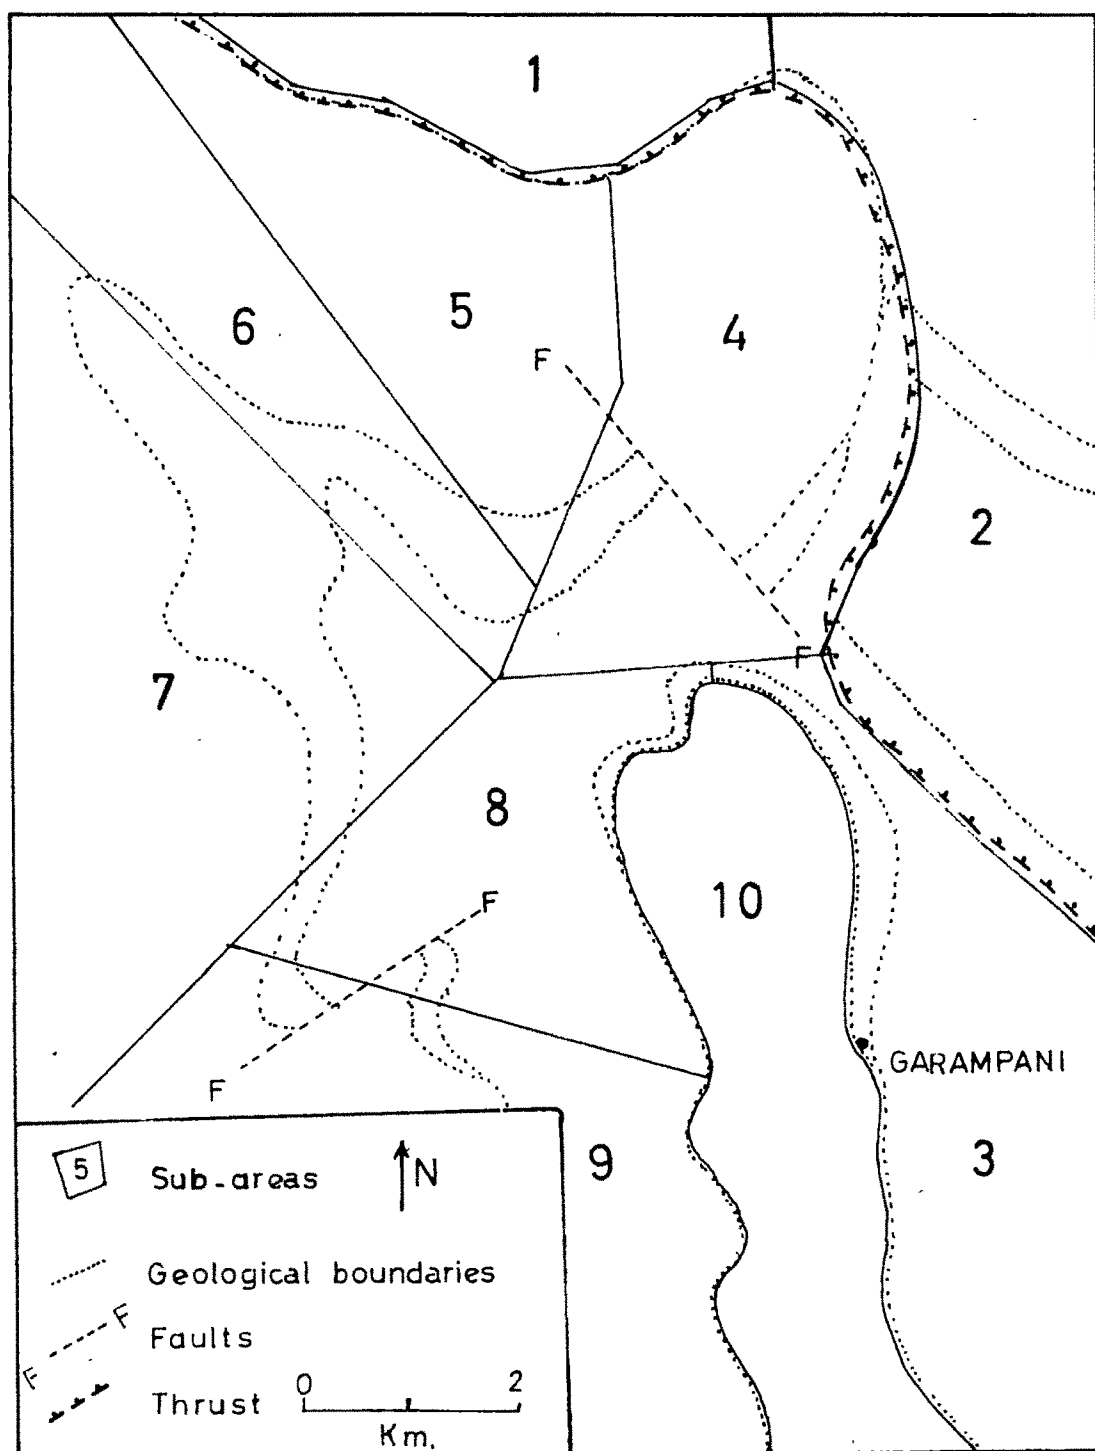 1
6
5
4
F
2
7
F
8
10
F
GARAMPANI
F
9
3
5 Sub-areas N
Geological boundaries
F F Faults
Thrust 0 2
Km.